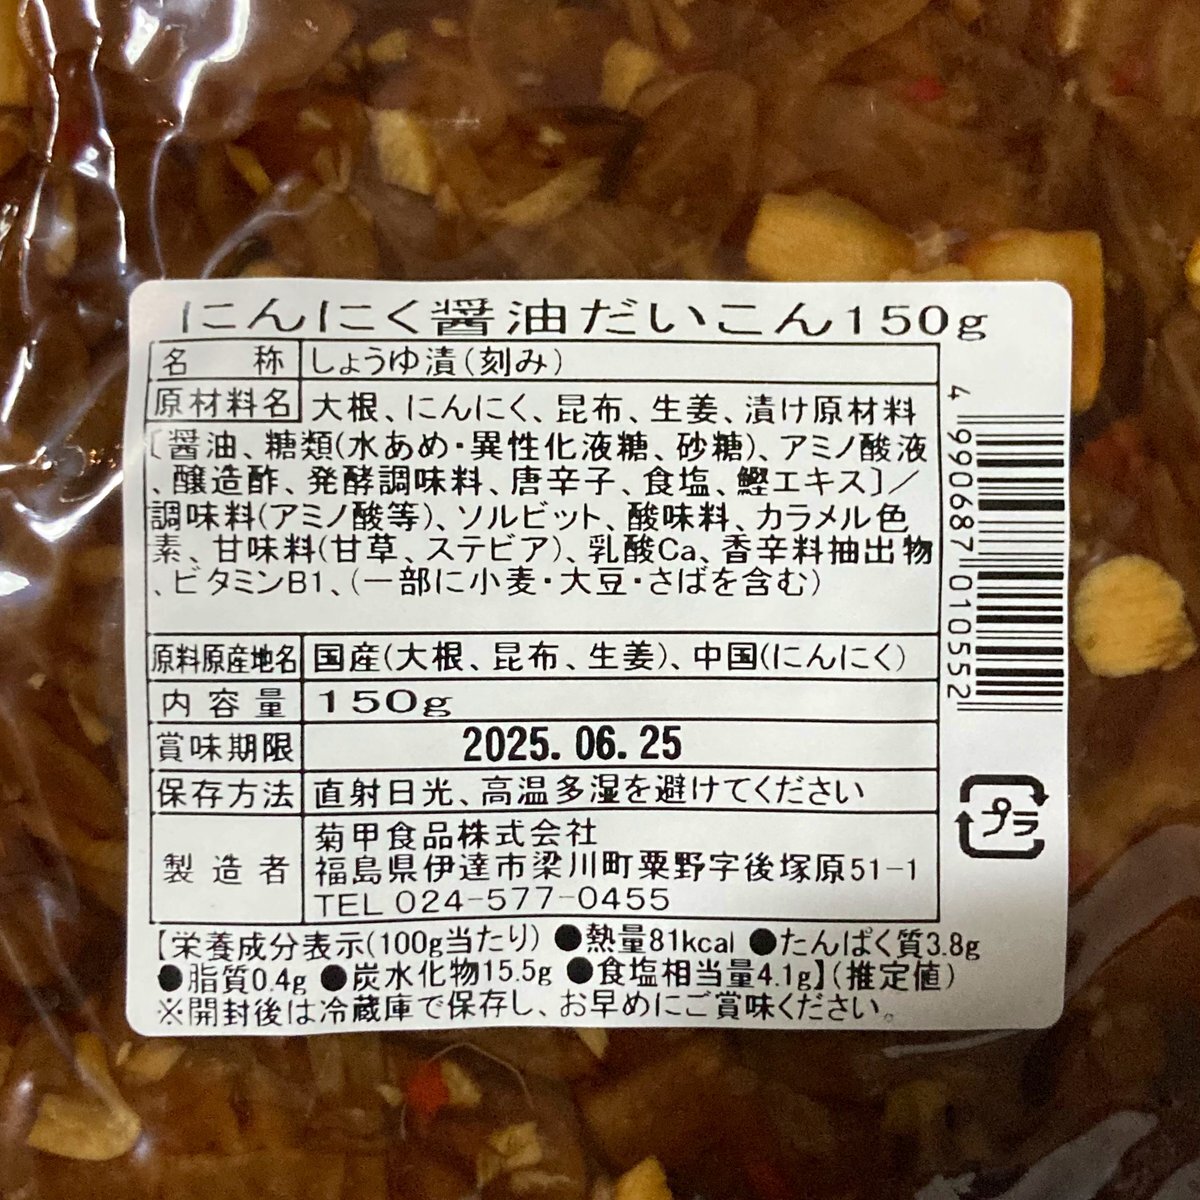 にんにく醤油だいこん150g
名称 しょうゆ漬(刻み)
原材料名 大根、にんにく、昆布、生姜、漬け原材料
〔醤油、糖類(水あめ・異性化液糖、砂糖)、アミノ酸液
、醸造酢、発酵調味料、唐辛子、食塩、鰹エキス〕／
調味料(アミノ酸等)、ソルビット、酸味料、カラメル色
素、甘味料(甘草、ステビア)、乳酸Ca、香辛料抽出物
、ビタミンB1、(一部に小麦・大豆・さばを含む)
原料原産地名 国産(大根、昆布、生姜)、中国(にんにく)
内容量 150g
賞味期限 2025.06.25
保存方法 直射日光、高温多湿を避けてください
製造者 菊甲食品株式会社
福島県伊達市梁川町粟野字後塚原51-1
TEL 024-577-0455
【栄養成分表示(100g当たり) ●熱量81kcal ●たんぱく質3.8g
●脂質0.4g ●炭水化物15.5g ●食塩相当量4.1g】(推定値)
※開封後は冷蔵庫で保存し、お早めにご賞味ください。
4 990687 010552
プラ